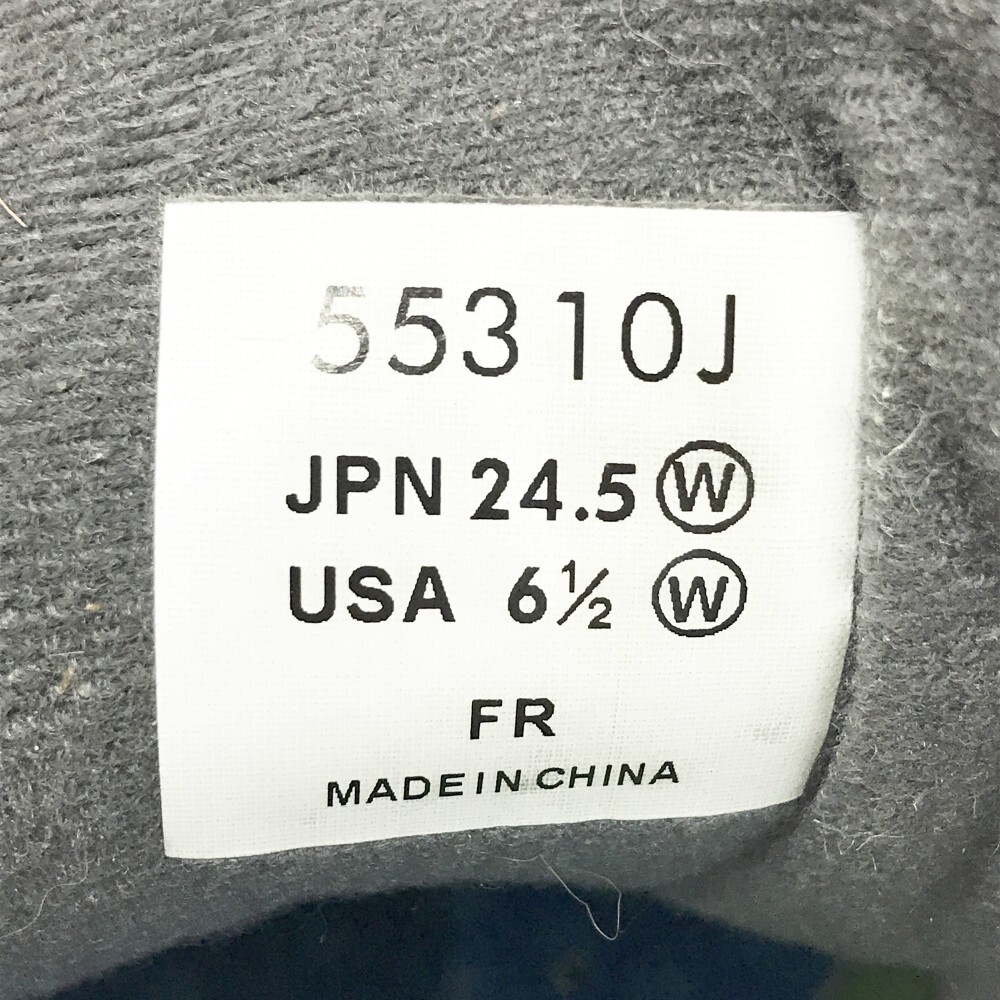 55310J
JPN 24.5 Ⓦ
USA 6½ Ⓦ
FR
MADE IN CHINA